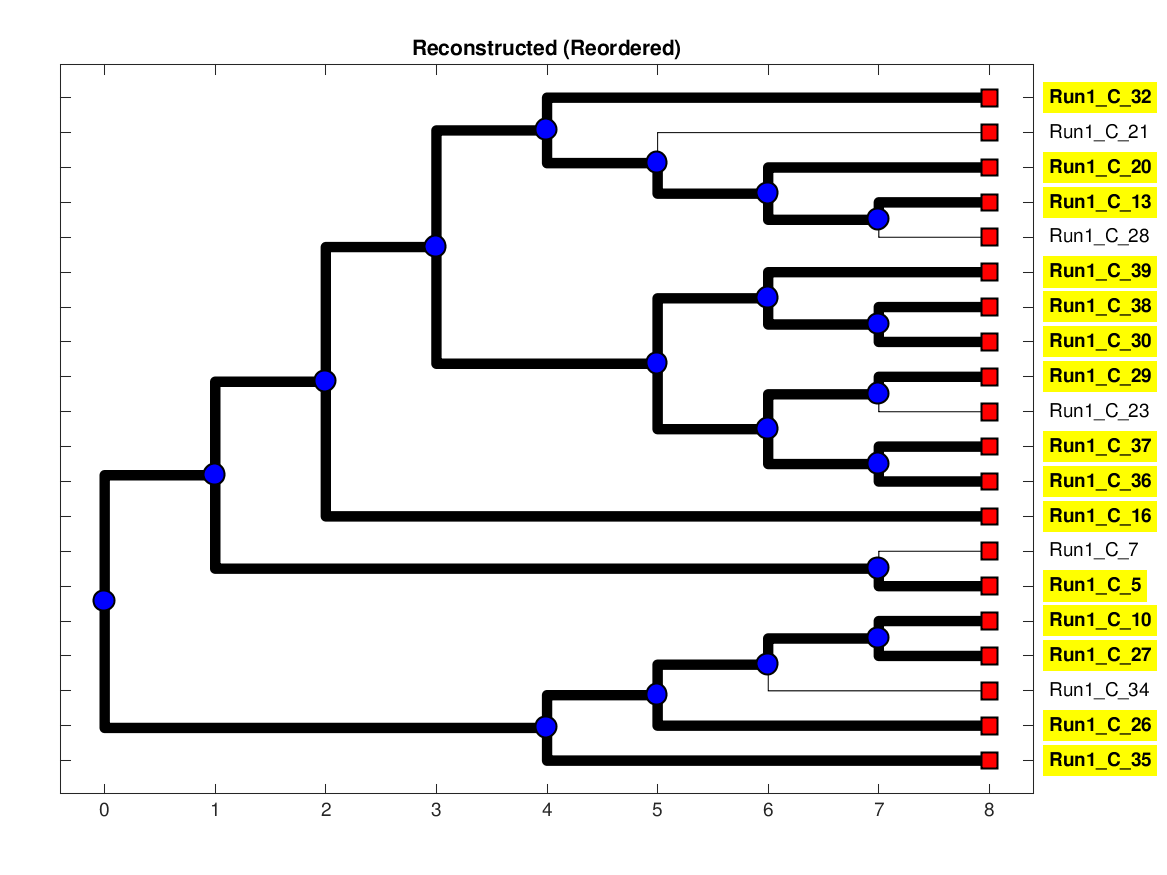 Reconstructed (Reordered)
Run1_C_32
Run1_C_21
Run1_C_20
Run1_C_13
Run1_C_28
Run1_C_39
Run1_C_38
Run1_C_30
Run1_C_29
Run1_C_23
Run1_C_37
Run1_C_36
Run1_C_16
Run1_C_7
Run1_C_5
Run1_C_10
Run1_C_27
Run1_C_34
Run1_C_26
Run1_C_35
0 1 2 3 4 5 6 7 8